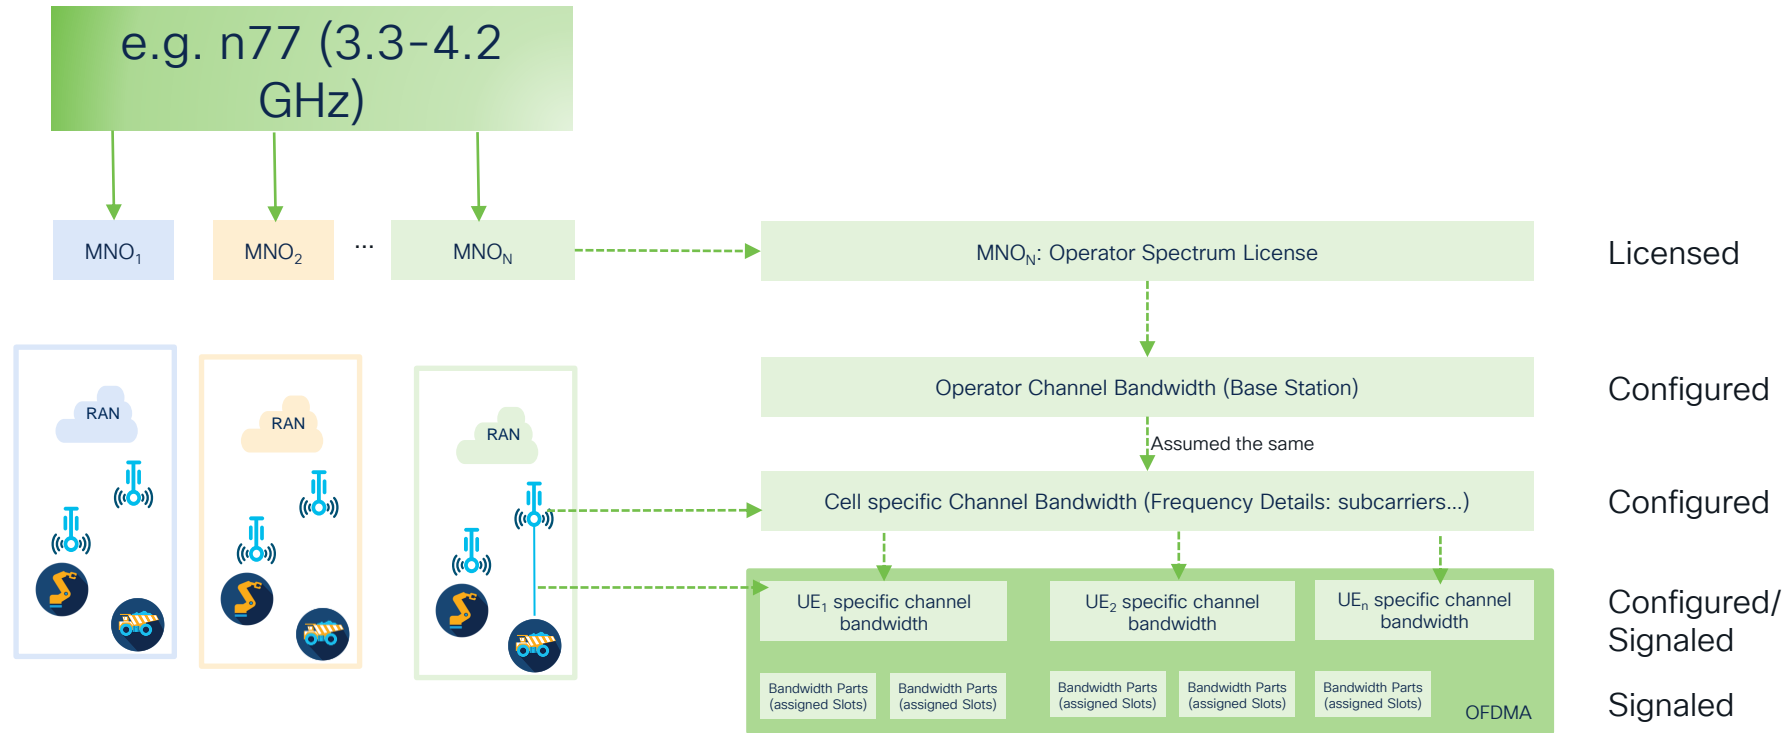 e.g. n77 (3.3-4.2
GHz)
MNO₁
MNO₂
...
MNO_N
MNO_N: Operator Spectrum License
Licensed
Operator Channel Bandwidth (Base Station)
Configured
Assumed the same
RAN
RAN
RAN
Cell specific Channel Bandwidth (Frequency Details: subcarriers...)
Configured
UE₁ specific channel
bandwidth
UE₂ specific channel
bandwidth
UEₙ specific channel
bandwidth
Configured/
Signaled
Bandwidth Parts
(assigned Slots)
Bandwidth Parts
(assigned Slots)
Bandwidth Parts
(assigned Slots)
Bandwidth Parts
(assigned Slots)
Bandwidth Parts
(assigned Slots)
OFDMA
Signaled